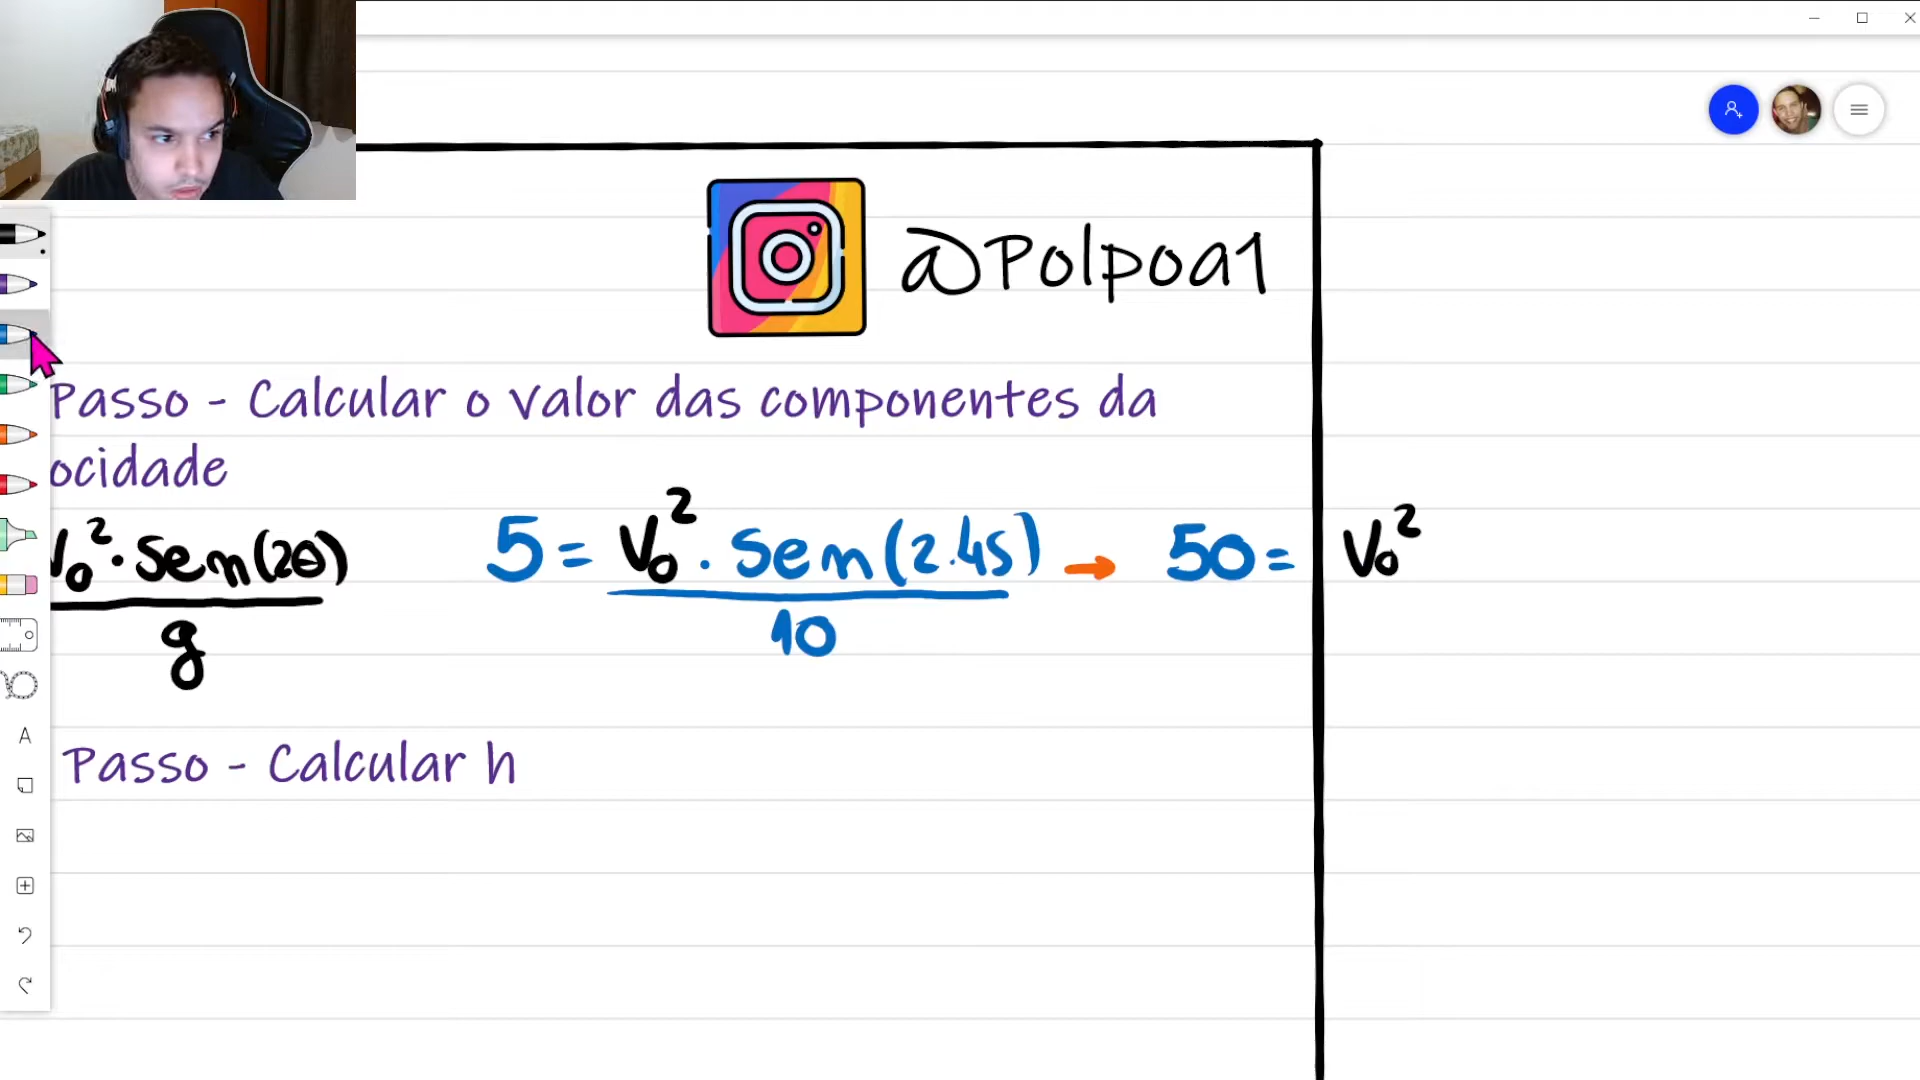 @Polpoa1
Passo - Calcular o valor das componentes da
ocidade
V₀² . Sen(2θ) / g   5 = V₀² . Sen(2.45) / 10 → 50 = V₀²
Passo - Calcular h